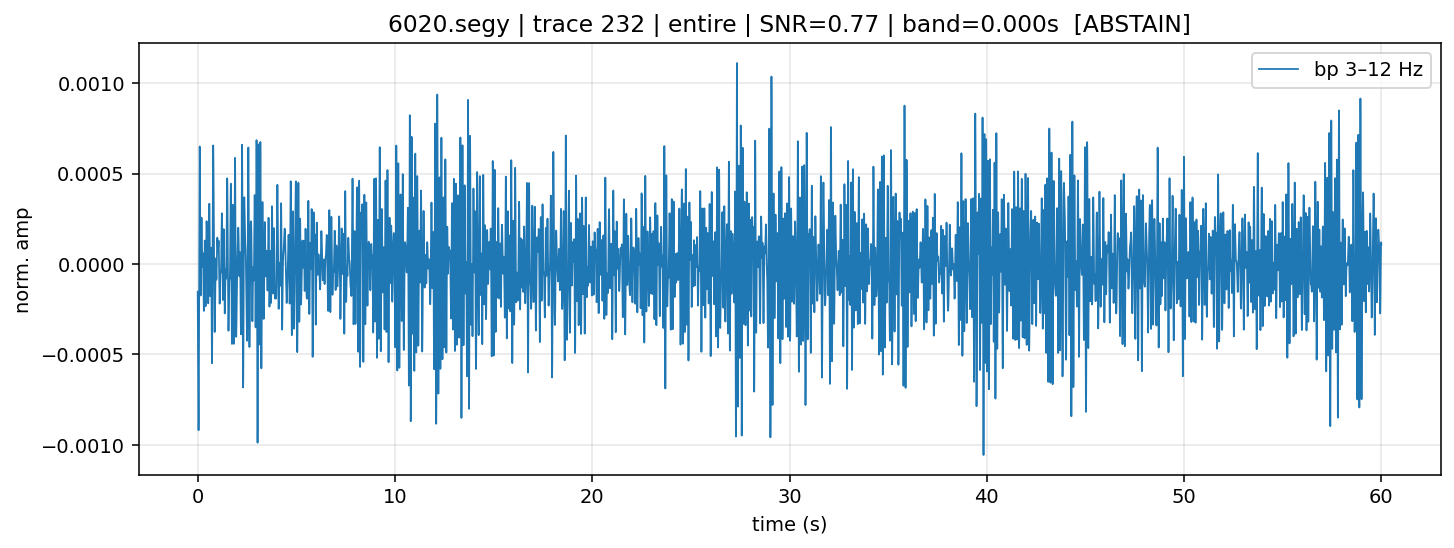 6020.segy | trace 232 | entire | SNR=0.77 | band=0.000s  [ABSTAIN]
bp 3–12 Hz
norm. amp
0.0010
0.0005
0.0000
−0.0005
−0.0010
0 10 20 30 40 50 60
time (s)